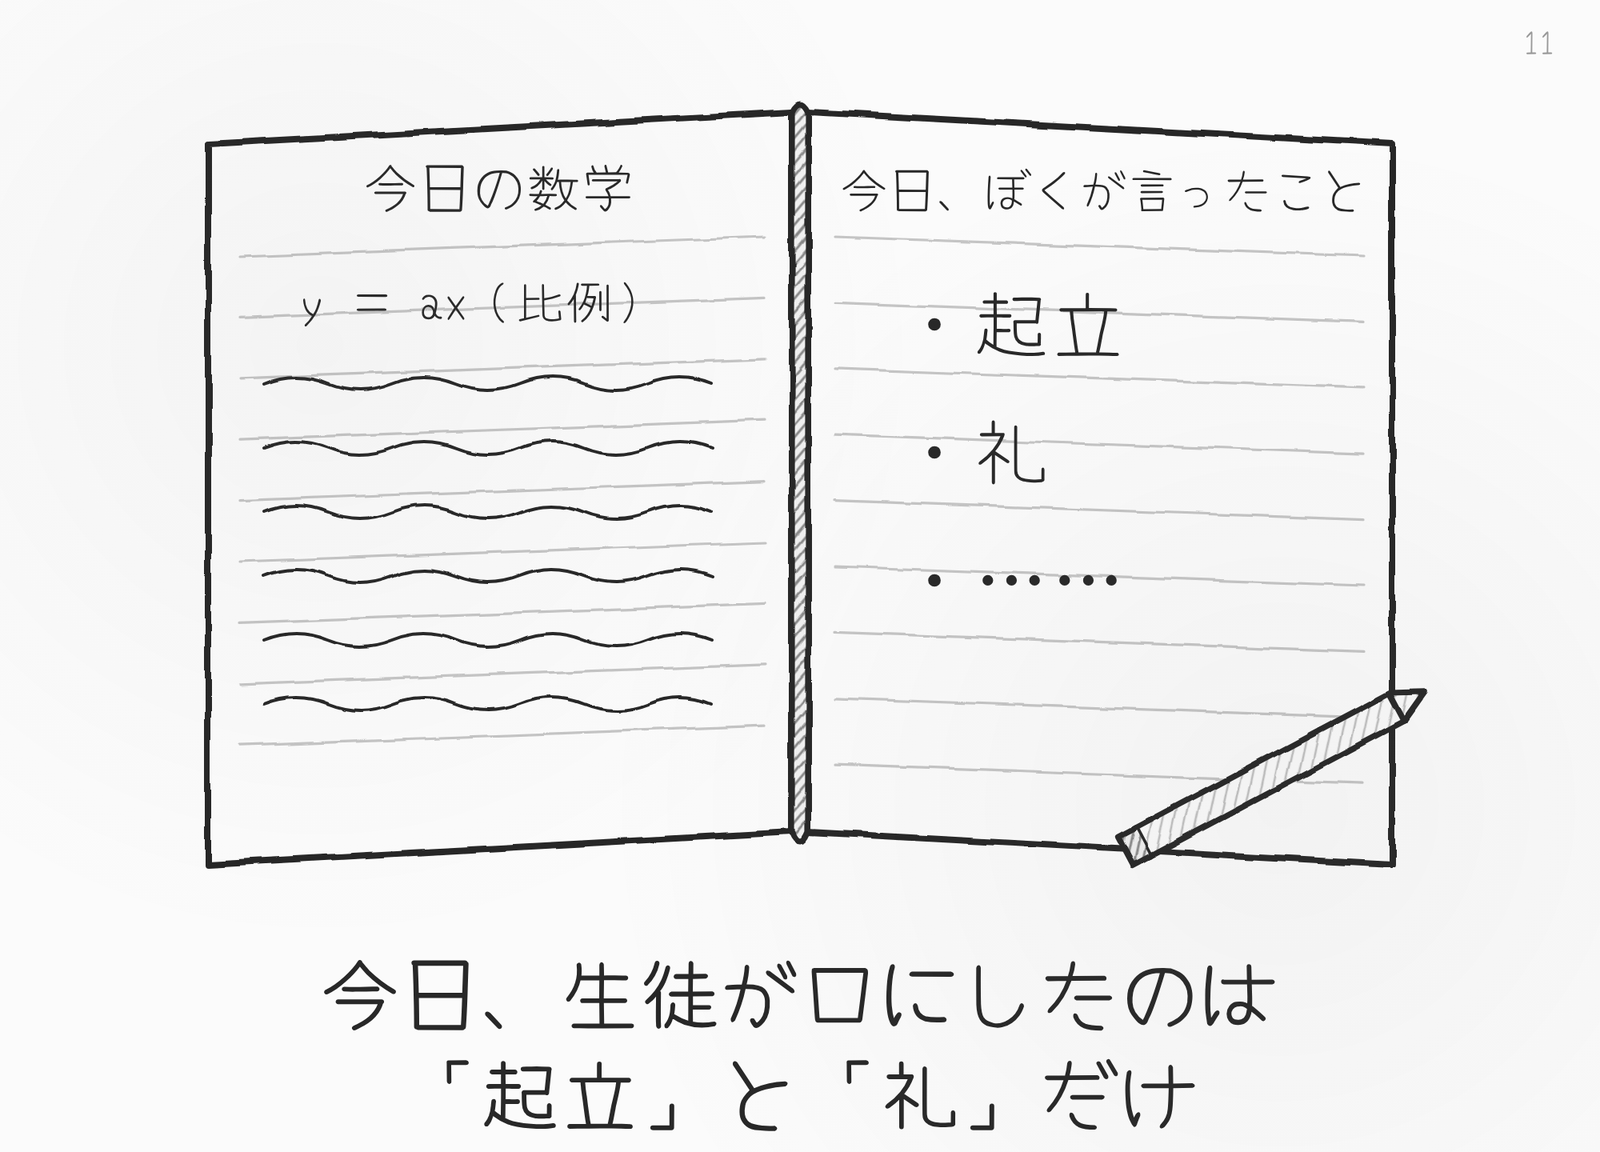 11
今日の数学
y = ax（比例）
今日、ぼくが言ったこと
• 起立
• 礼
• ……
今日、生徒が口にしたのは
「起立」と「礼」だけ